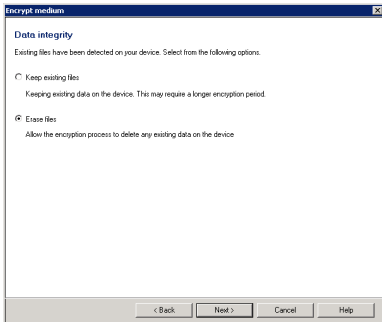 Encrypt medium
Data integrity
Existing files have been detected on your device. Select from the following options.
Keep existing files
Keeping existing data on the device. This may require a longer encryption period.
Erase files
Allow the encryption process to delete any existing data on the device
< Back Next > Cancel Help